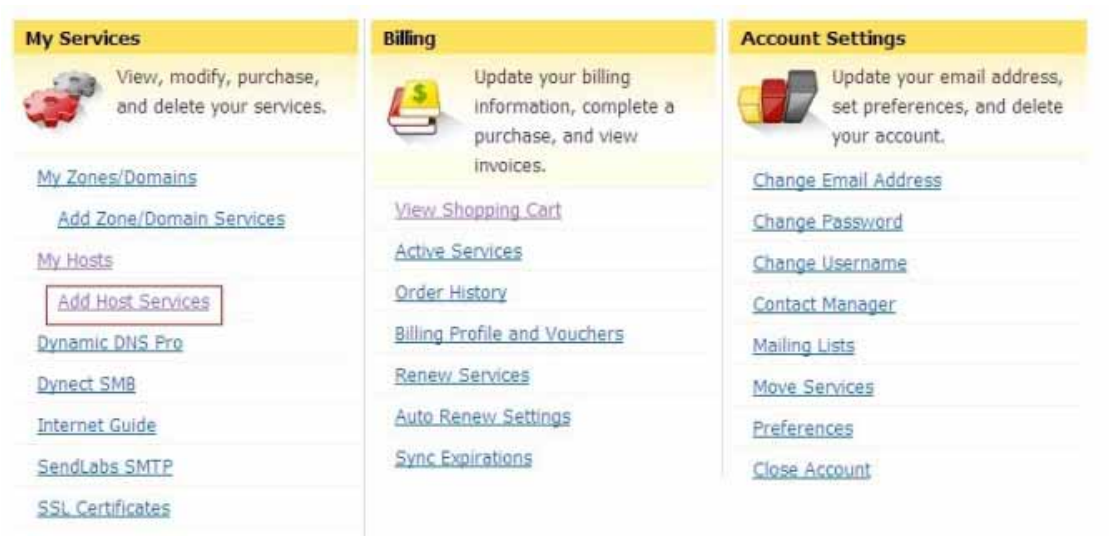 My Services
View, modify, purchase,
and delete your services.
My Zones/Domains
Add Zone/Domain Services
My Hosts
Add Host Services
Dynamic DNS Pro
Dynect SMB
Internet Guide
SendLabs SMTP
SSL Certificates
Billing
Update your billing
information, complete a
purchase, and view
invoices.
View Shopping Cart
Active Services
Order History
Billing Profile and Vouchers
Renew Services
Auto Renew Settings
Sync Expirations
Account Settings
Update your email address,
set preferences, and delete
your account.
Change Email Address
Change Password
Change Username
Contact Manager
Mailing Lists
Move Services
Preferences
Close Account